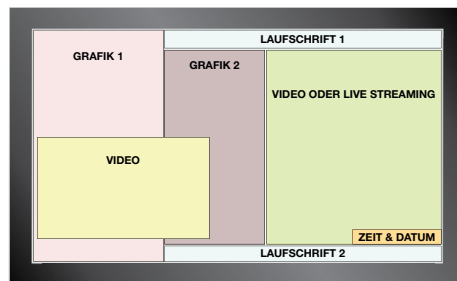 LAUFSCHRIFT 1
GRAFIK 1
GRAFIK 2
VIDEO ODER LIVE STREAMING
VIDEO
ZEIT & DATUM
LAUFSCHRIFT 2